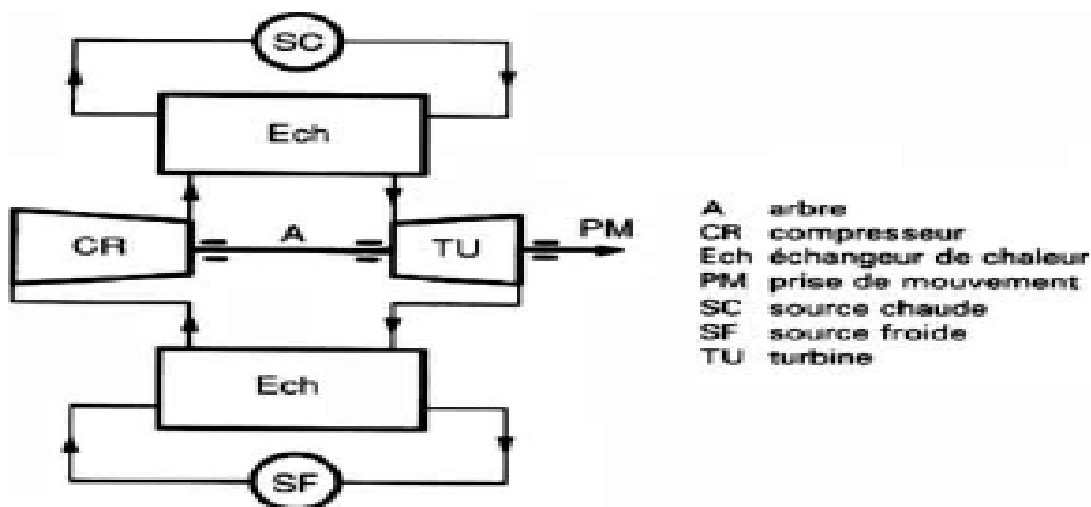 SC
Ech
CR
A
TU
PM
Ech
SF
A arbre
CR compresseur
Ech échangeur de chaleur
PM prise de mouvement
SC source chaude
SF source froide
TU turbine